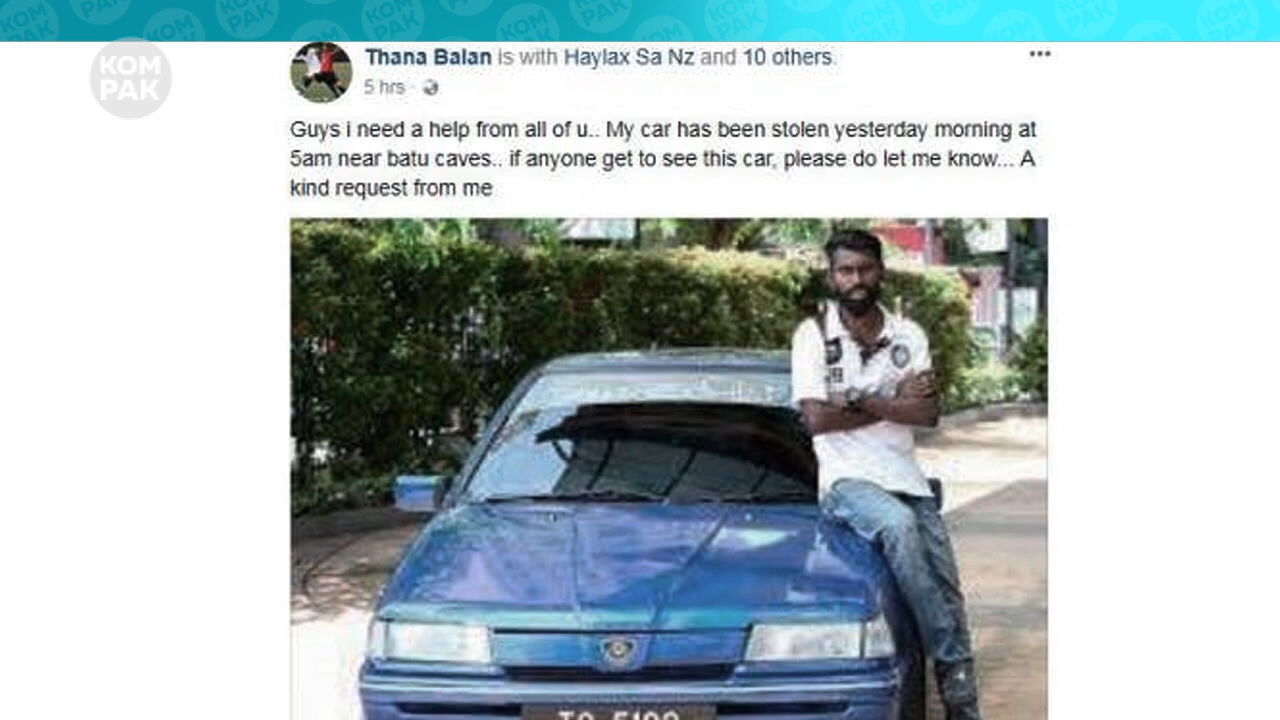 KOM
PAK
Thana Balan is with Haylax Sa Nz and 10 others.
5 hrs ·
Guys i need a help from all of u.. My car has been stolen yesterday morning at
5am near batu caves.. if anyone get to see this car, please do let me know... A
kind request from me